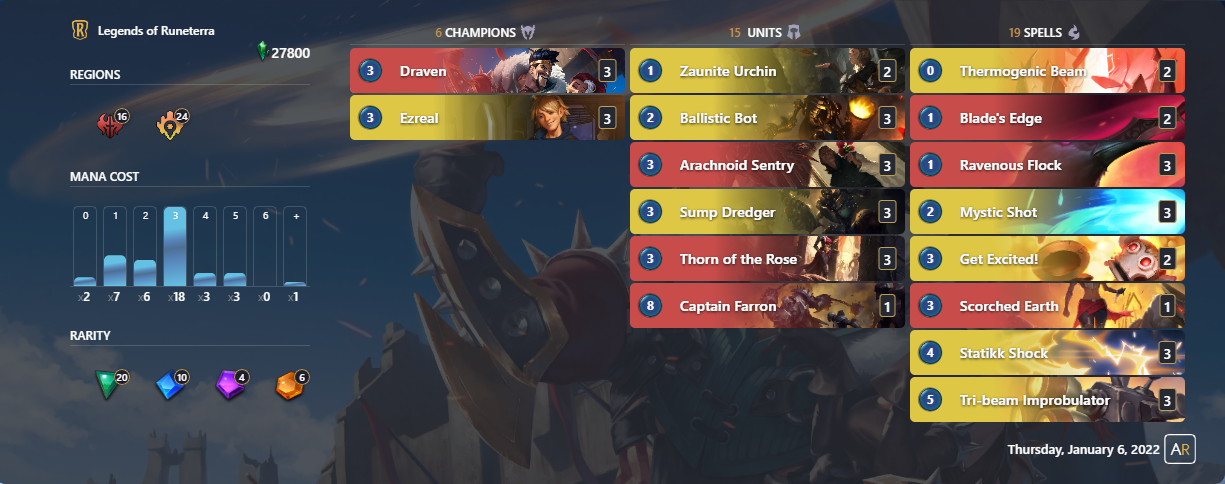 Legends of Runeterra
27800
REGIONS
16
24
MANA COST
0 1 2 3 4 5 6 +
x2 x7 x6 x18 x3 x3 x0 x1
RARITY
20
10
4
6
6 CHAMPIONS
3 Draven 3
3 Ezreal 3
15 UNITS
1 Zaunite Urchin 2
2 Ballistic Bot 3
3 Arachnoid Sentry 3
3 Sump Dredger 3
3 Thorn of the Rose 3
8 Captain Farron 1
19 SPELLS
0 Thermogenic Beam 2
1 Blade's Edge 2
1 Ravenous Flock 3
2 Mystic Shot 3
3 Get Excited! 2
3 Scorched Earth 1
4 Statikk Shock 3
5 Tri-beam Improbulator 3
Thursday, January 6, 2022
AR